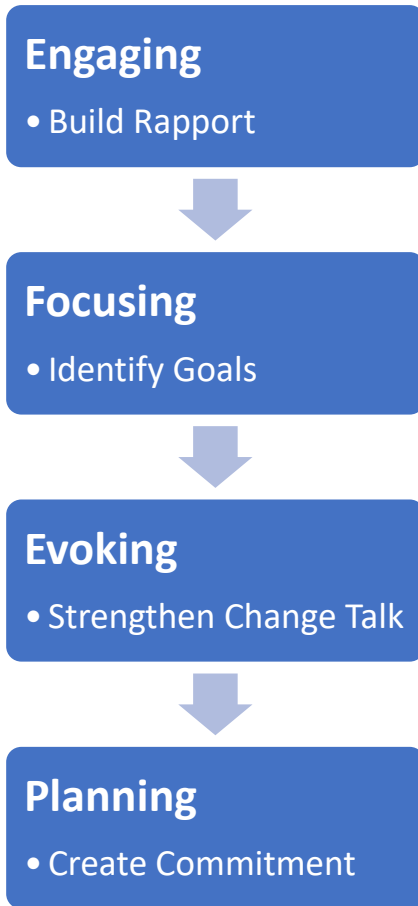 Engaging
• Build Rapport
Focusing
• Identify Goals
Evoking
• Strengthen Change Talk
Planning
• Create Commitment